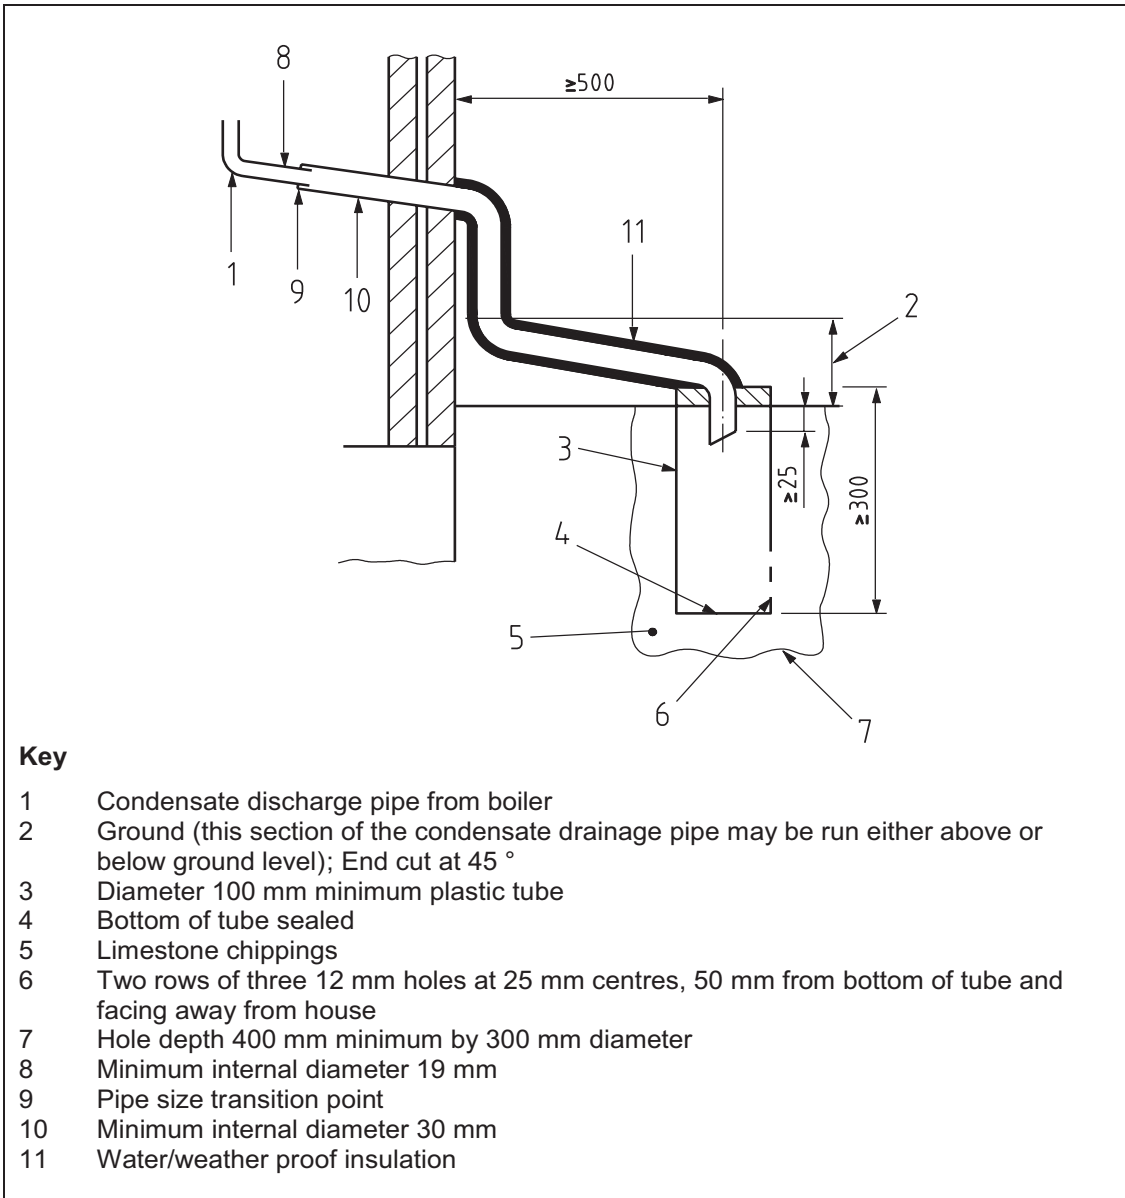 8
≥500
11
2
1
9
10
3
≥25
≥300
4
5
6
7
Key
1 Condensate discharge pipe from boiler
2 Ground (this section of the condensate drainage pipe may be run either above or
below ground level); End cut at 45 °
3 Diameter 100 mm minimum plastic tube
4 Bottom of tube sealed
5 Limestone chippings
6 Two rows of three 12 mm holes at 25 mm centres, 50 mm from bottom of tube and
facing away from house
7 Hole depth 400 mm minimum by 300 mm diameter
8 Minimum internal diameter 19 mm
9 Pipe size transition point
10 Minimum internal diameter 30 mm
11 Water/weather proof insulation